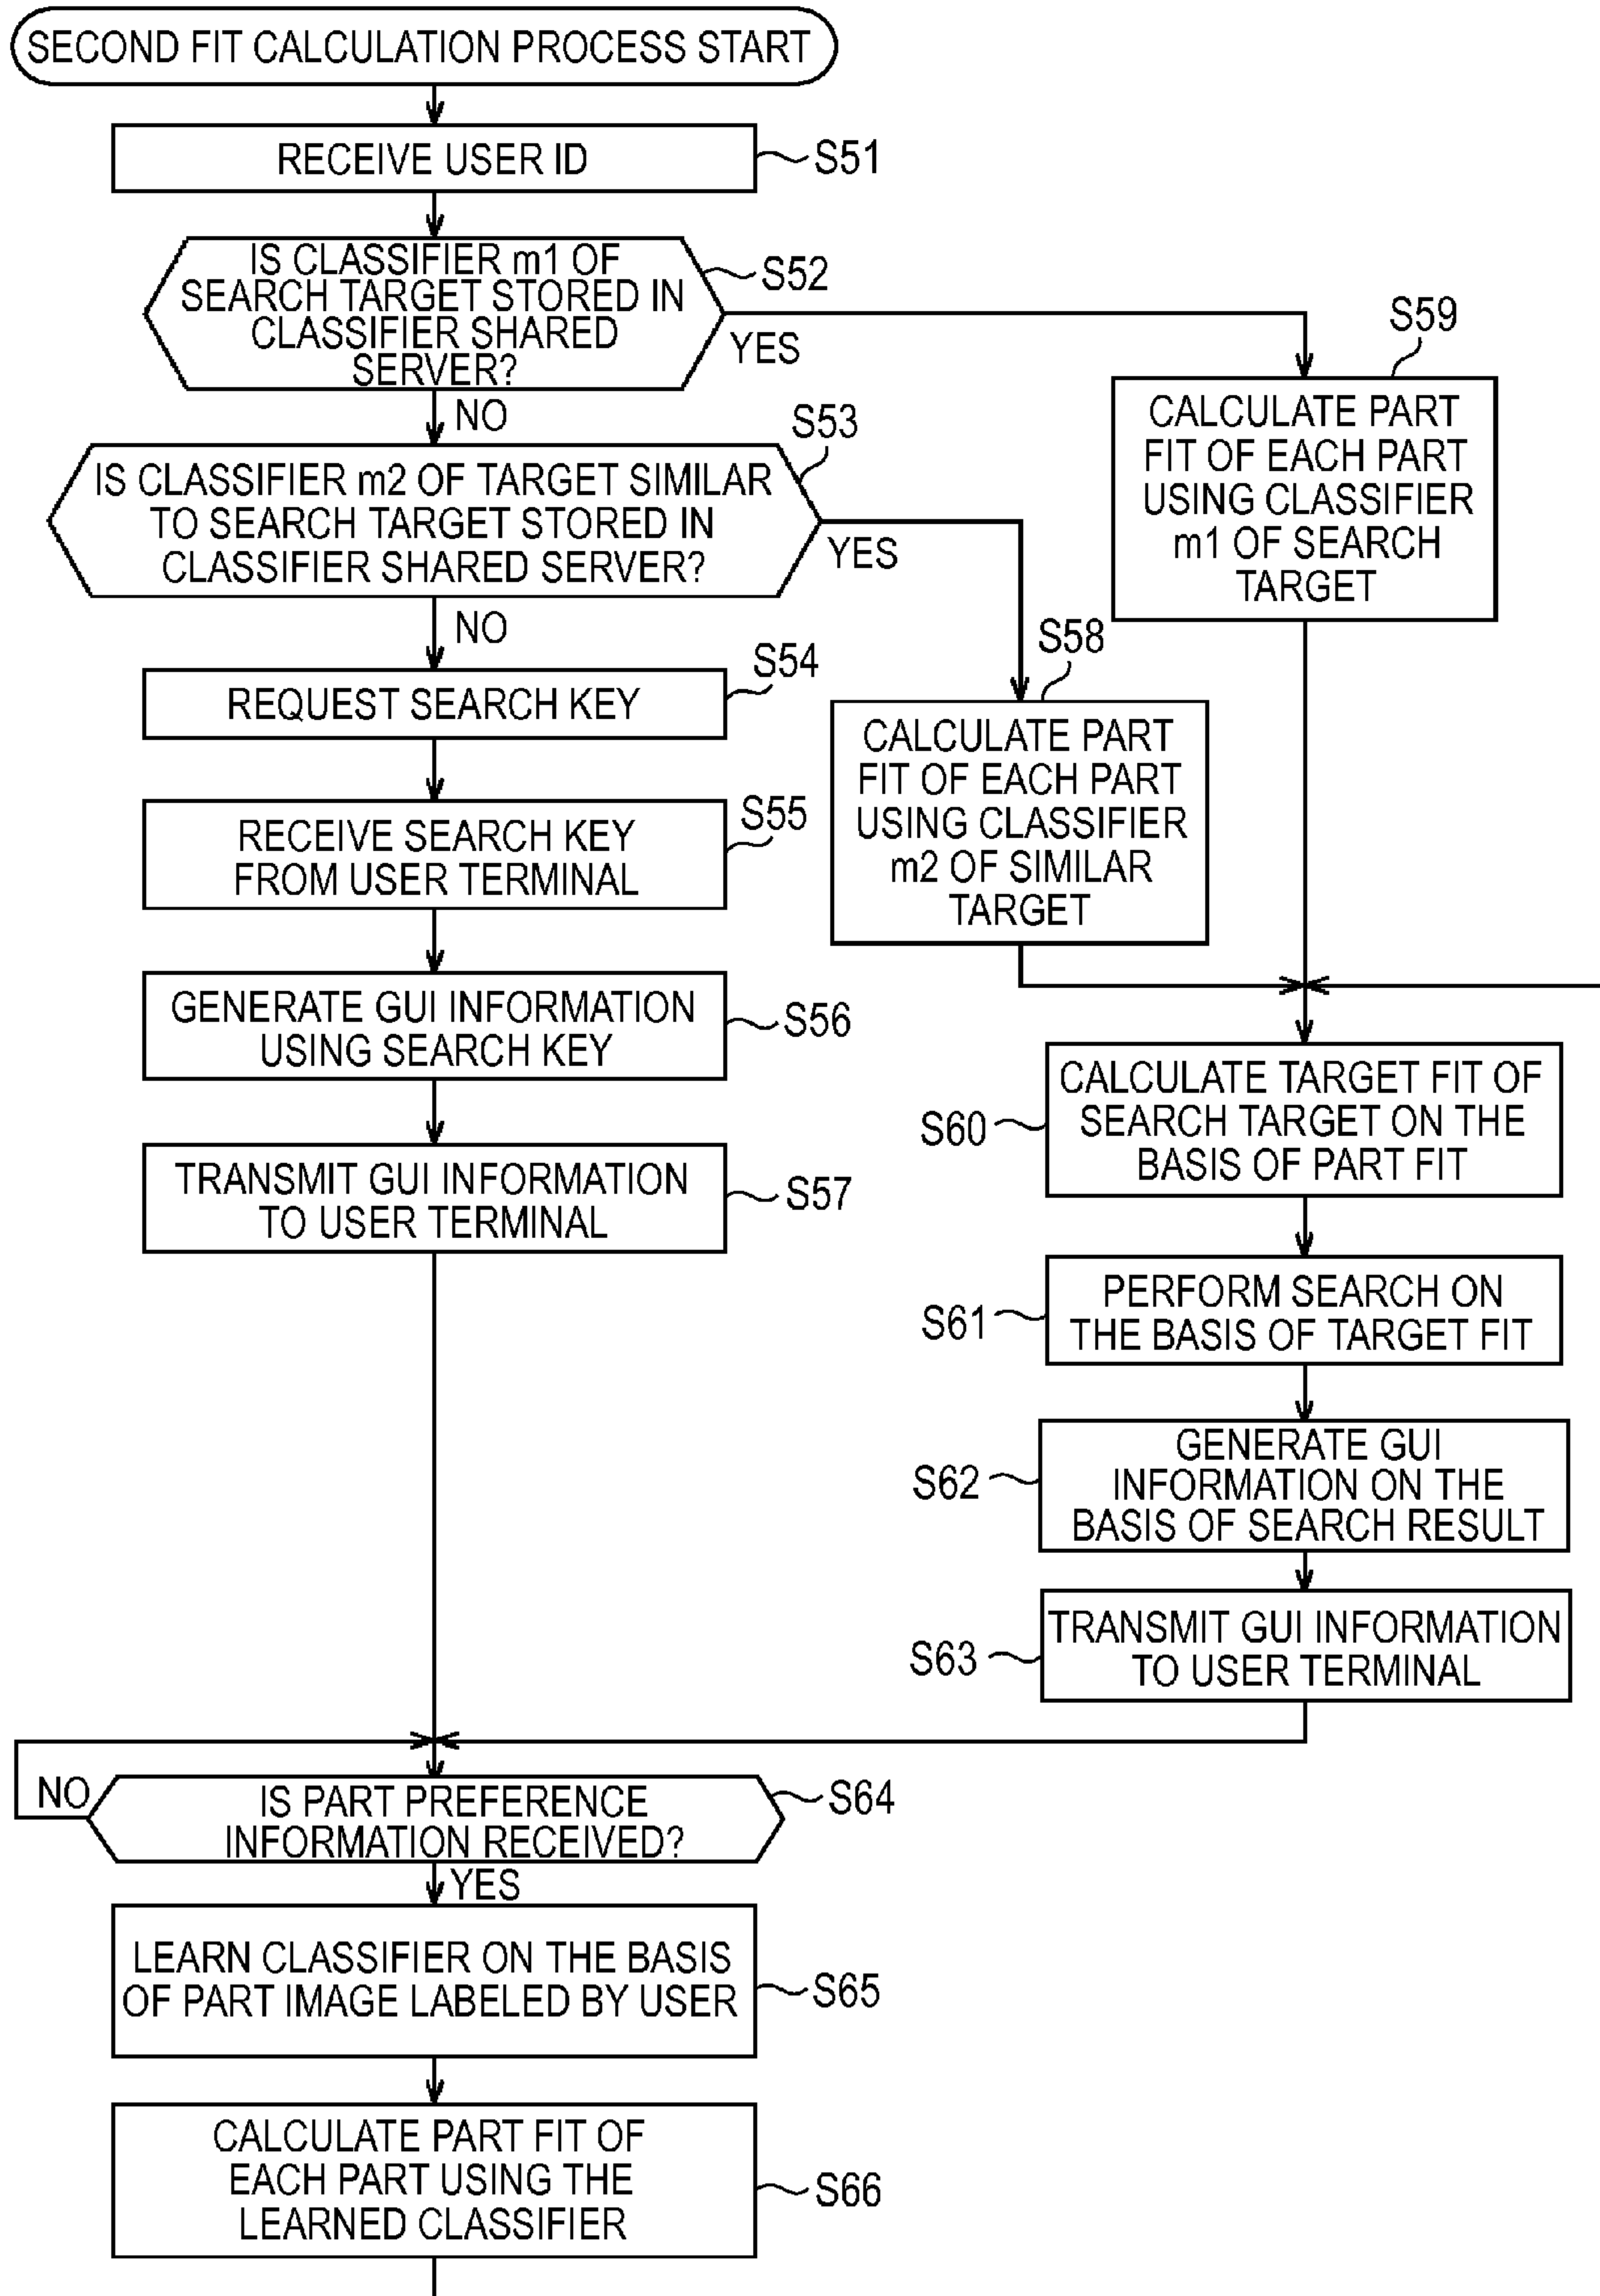 SECOND FIT CALCULATION PROCESS START
RECEIVE USER ID
S51
IS CLASSIFIER m1 OF
SEARCH TARGET STORED IN
CLASSIFIER SHARED
SERVER?
S52
YES
NO
S59
CALCULATE PART
FIT OF EACH PART
USING CLASSIFIER
m1 OF SEARCH
TARGET
S53
IS CLASSIFIER m2 OF TARGET SIMILAR
TO SEARCH TARGET STORED IN
CLASSIFIER SHARED SERVER?
YES
NO
S58
CALCULATE PART
FIT OF EACH PART
USING CLASSIFIER
m2 OF SIMILAR
TARGET
S54
REQUEST SEARCH KEY
S55
RECEIVE SEARCH KEY
FROM USER TERMINAL
GENERATE GUI INFORMATION
USING SEARCH KEY
S56
TRANSMIT GUI INFORMATION
TO USER TERMINAL
S57
S60
CALCULATE TARGET FIT OF
SEARCH TARGET ON THE
BASIS OF PART FIT
S61
PERFORM SEARCH ON
THE BASIS OF TARGET FIT
S62
GENERATE GUI
INFORMATION ON THE
BASIS OF SEARCH RESULT
S63
TRANSMIT GUI INFORMATION
TO USER TERMINAL
NO
IS PART PREFERENCE
INFORMATION RECEIVED?
S64
YES
LEARN CLASSIFIER ON THE BASIS
OF PART IMAGE LABELED BY USER
S65
CALCULATE PART FIT OF
EACH PART USING THE
LEARNED CLASSIFIER
S66